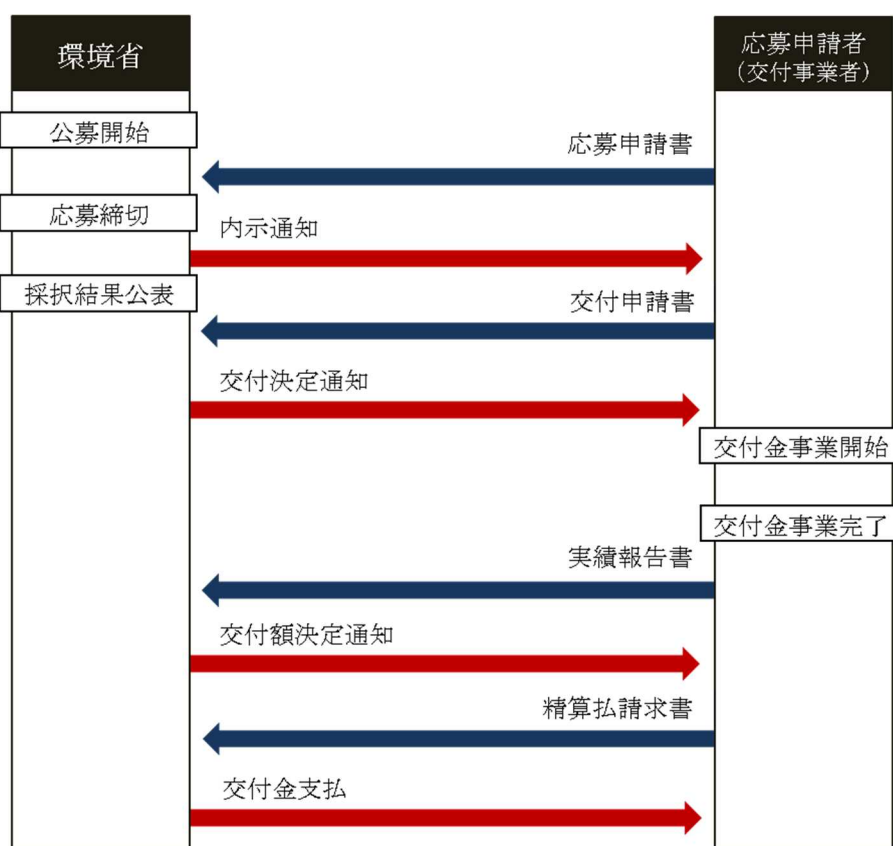 環境省
応募申請者
(交付事業者)
公募開始
応募申請書
応募締切
内示通知
採択結果公表
交付申請書
交付決定通知
交付金事業開始
交付金事業完了
実績報告書
交付額決定通知
精算払請求書
交付金支払